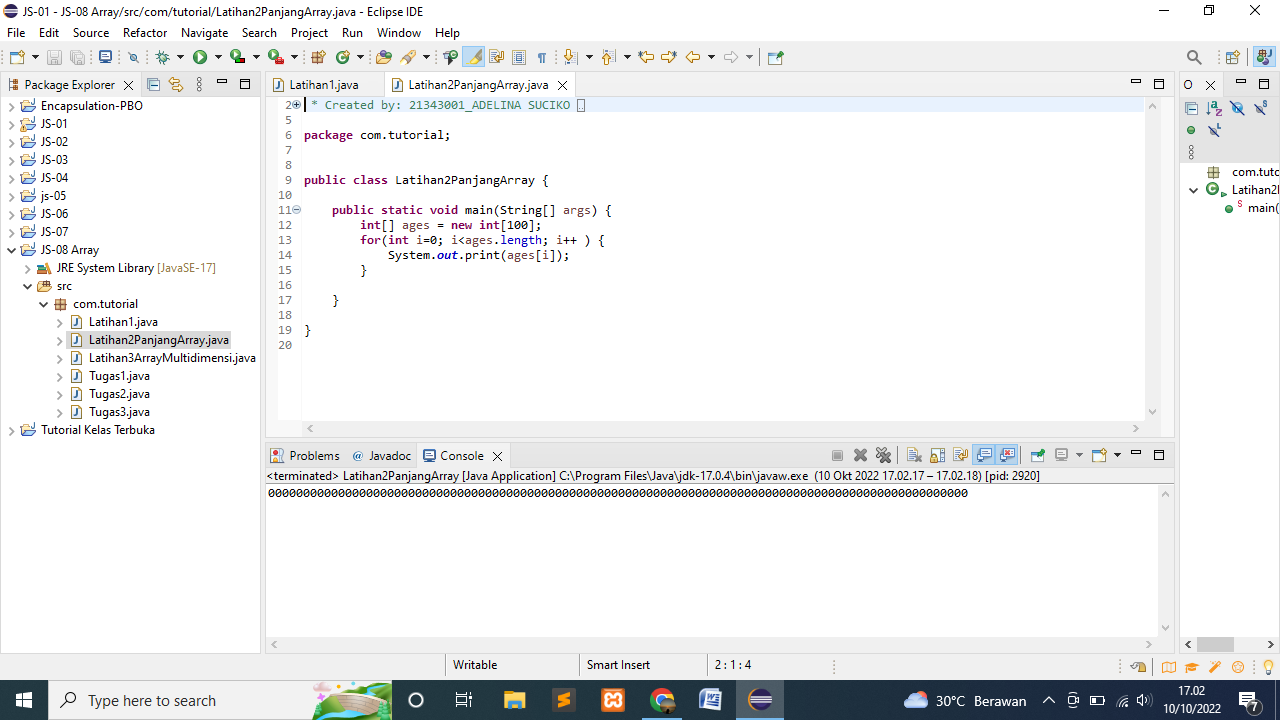 JS-01 - JS-08 Array/src/com/tutorial/Latihan2PanjangArray.java - Eclipse IDE
File Edit Source Refactor Navigate Search Project Run Window Help
Package Explorer
Encapsulation-PBO
JS-01
JS-02
JS-03
JS-04
js-05
JS-06
JS-07
JS-08 Array
JRE System Library [JavaSE-17]
src
com.tutorial
Latihan1.java
Latihan2PanjangArray.java
Latihan3ArrayMultidimensi.java
Tugas1.java
Tugas2.java
Tugas3.java
Tutorial Kelas Terbuka
Latihan1.java Latihan2PanjangArray.java
2 * Created by: 21343001_ADELINA SUCIKO
5
6 package com.tutorial;
7
8
9 public class Latihan2PanjangArray {
10
11 public static void main(String[] args) {
12 int[] ages = new int[100];
13 for(int i=0; i<ages.length; i++ ) {
14 System.out.print(ages[i]);
15 }
16
17 }
18
19 }
20
O
com.tuto
Latihan2
main(
Problems @ Javadoc Console
<terminated> Latihan2PanjangArray [Java Application] C:\Program Files\Java\jdk-17.0.4\bin\javaw.exe (10 Okt 2022 17.02.17 – 17.02.18) [pid: 2920]
0000000000000000000000000000000000000000000000000000000000000000000000000000000000000000000000000000
Writable Smart Insert 2 : 1 : 4
Type here to search
30°C Berawan
17.02
10/10/2022
7